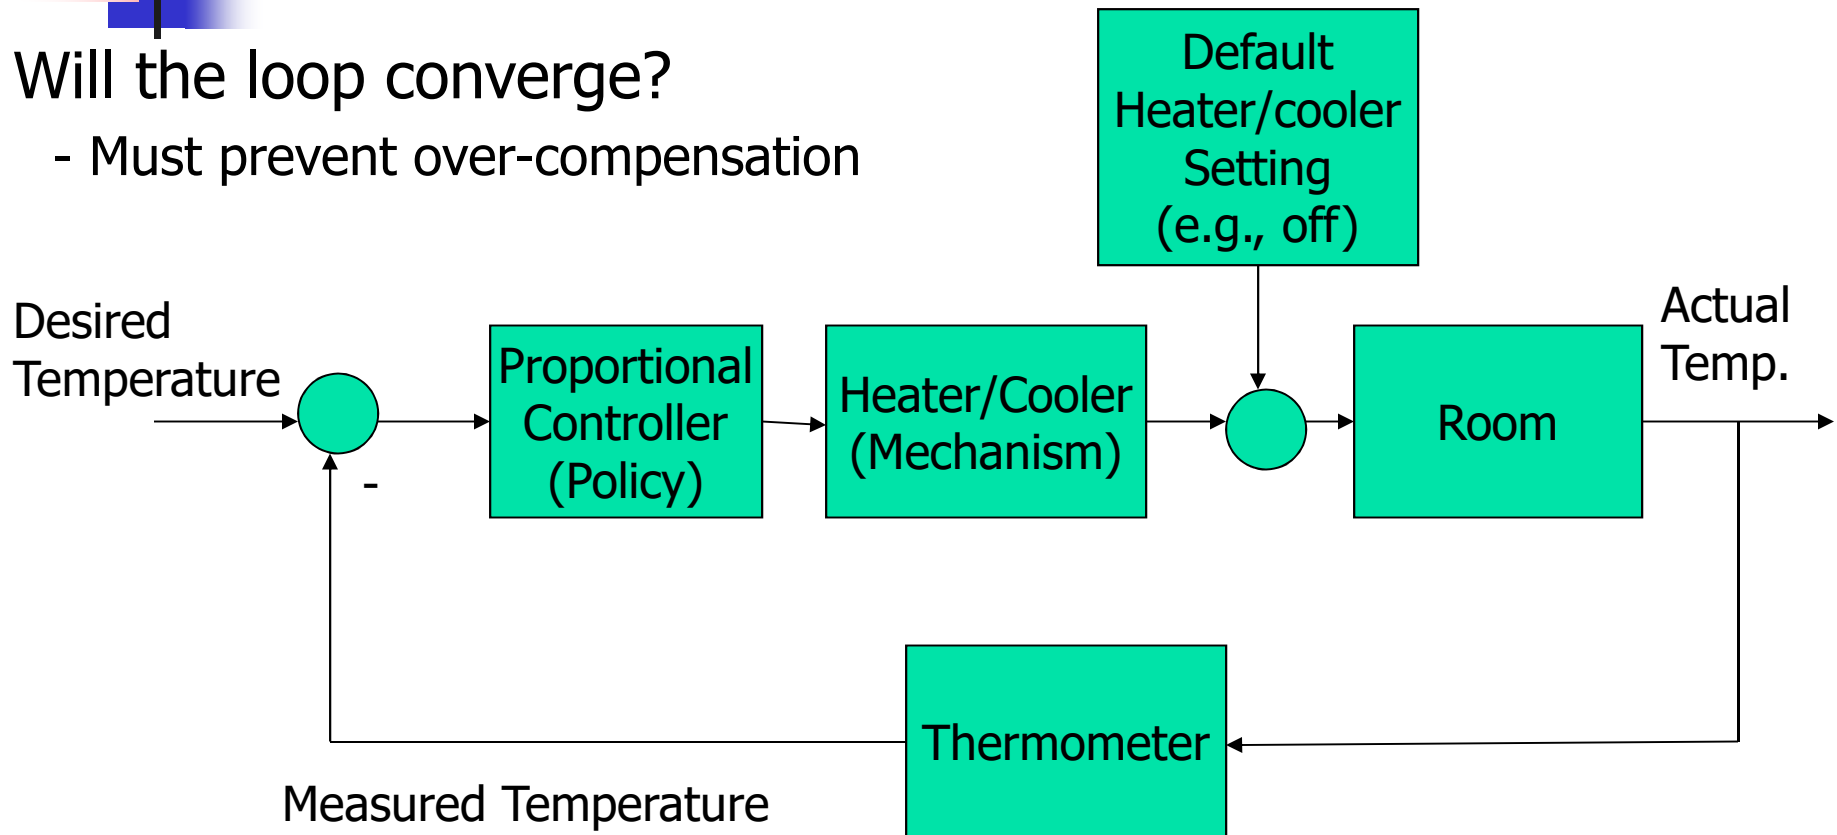 Will the loop converge?
- Must prevent over-compensation
Default
Heater/cooler
Setting
(e.g., off)
Desired
Temperature
-
Proportional
Controller
(Policy)
Heater/Cooler
(Mechanism)
Room
Actual
Temp.
Thermometer
Measured Temperature